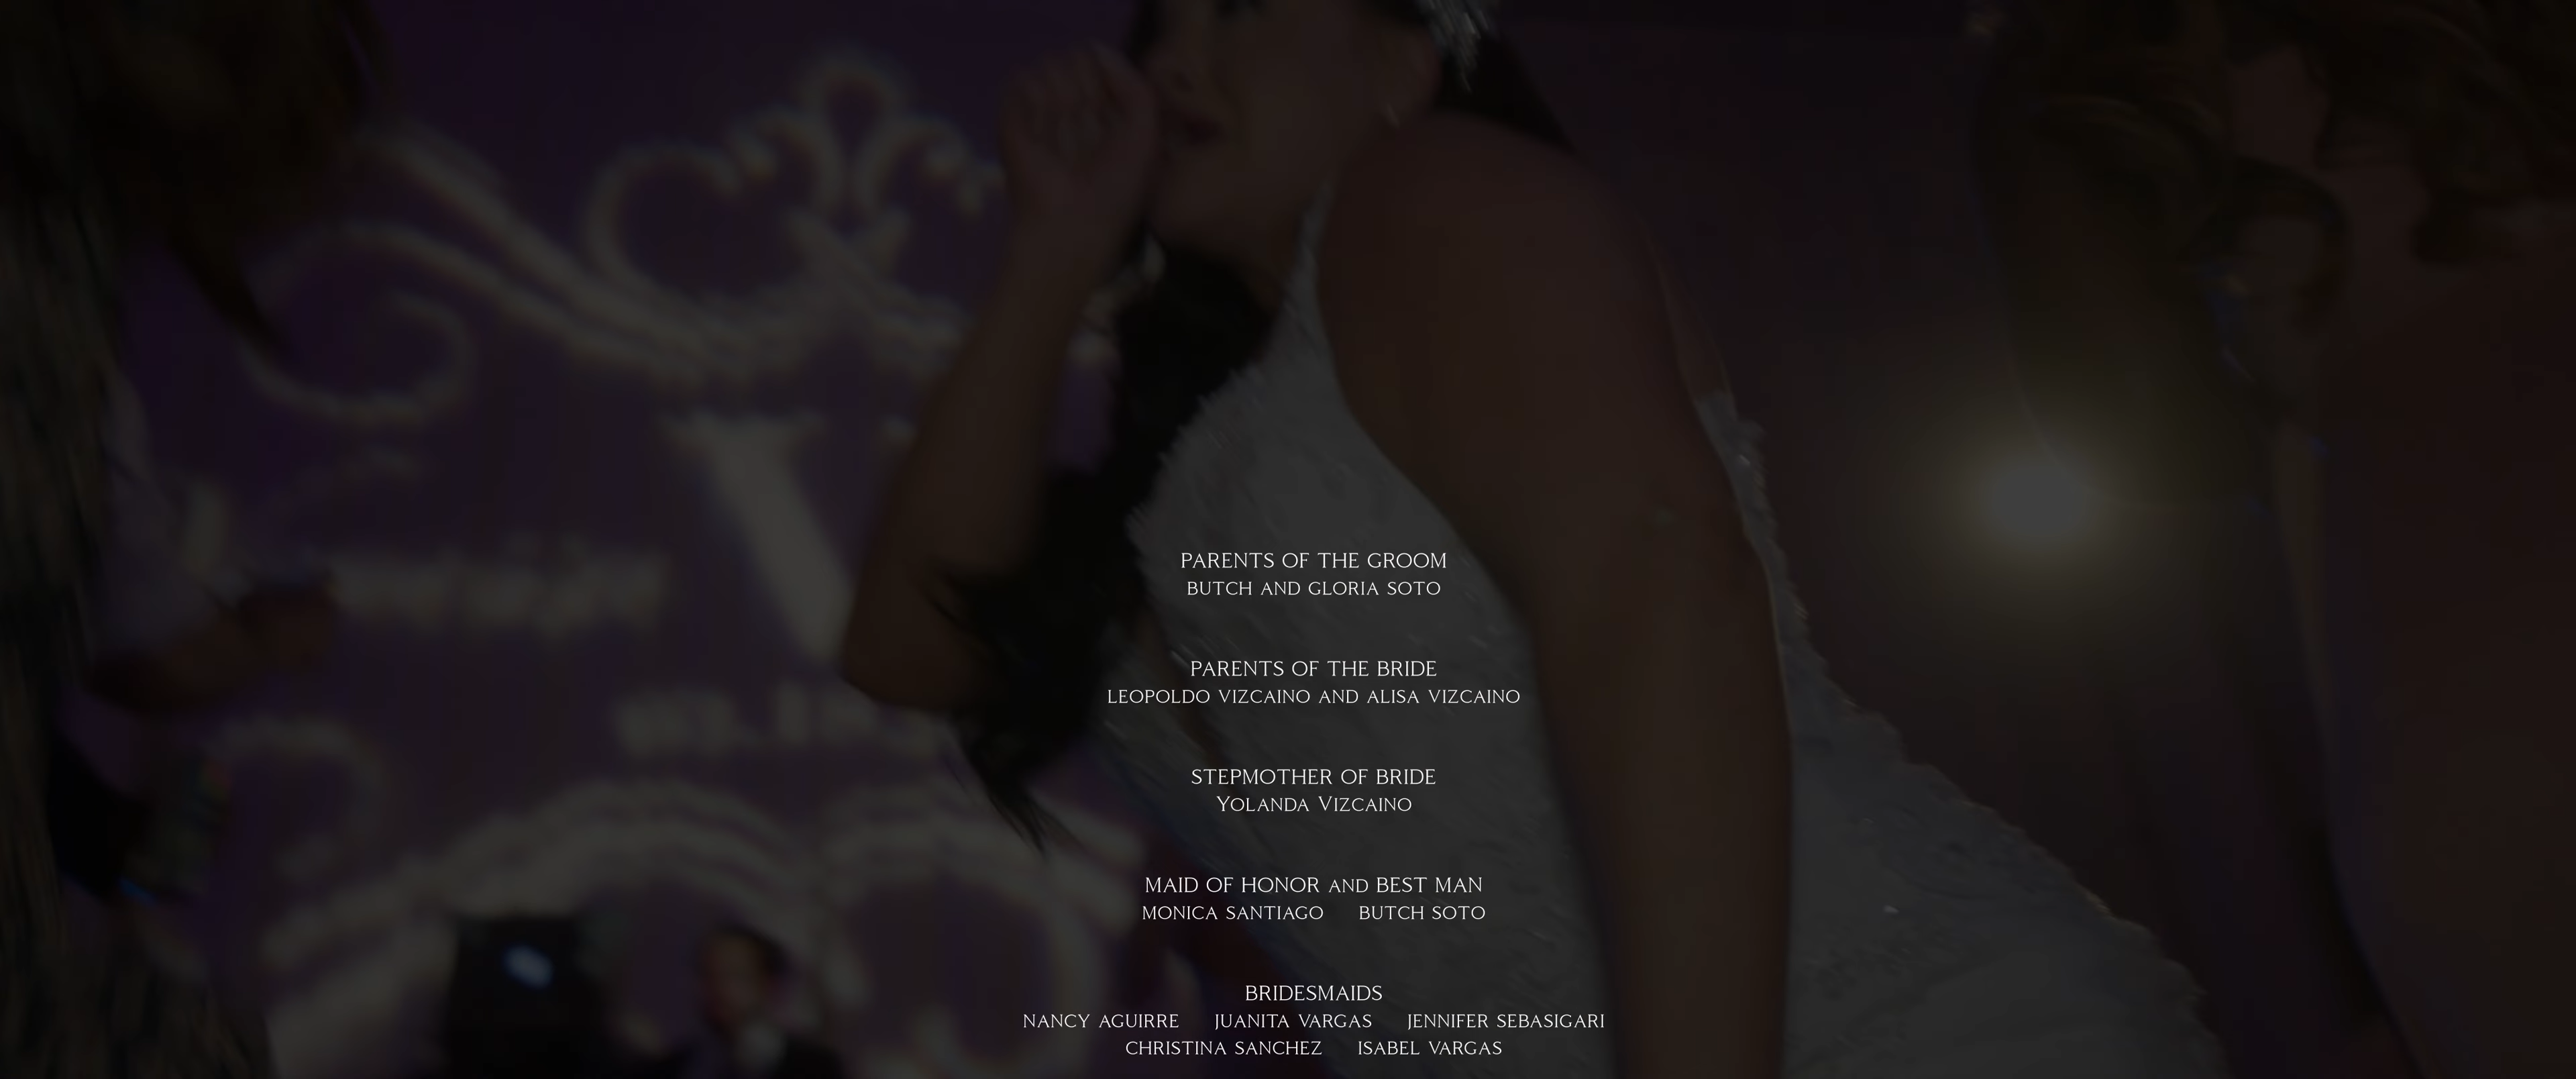 PARENTS OF THE GROOM
BUTCH AND GLORIA SOTO
PARENTS OF THE BRIDE
LEOPOLDO VIZCAINO AND ALISA VIZCAINO
STEPMOTHER OF BRIDE
YOLANDA VIZCAINO
MAID OF HONOR AND BEST MAN
MONICA SANTIAGO BUTCH SOTO
BRIDESMAIDS
NANCY AGUIRRE JUANITA VARGAS JENNIFER SEBASIGARI
CHRISTINA SANCHEZ ISABEL VARGAS